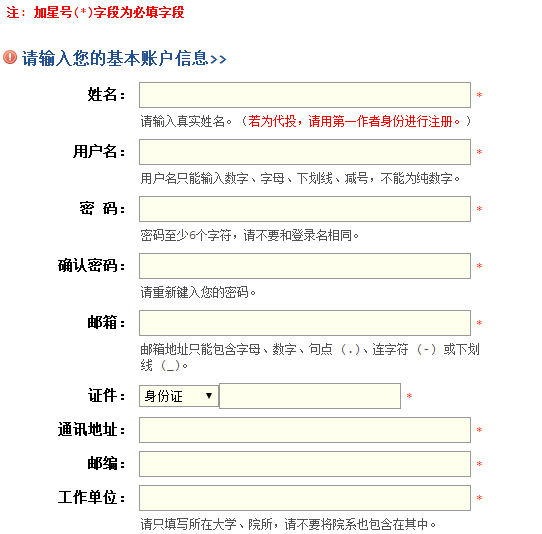 注: 加星号(*)字段为必填字段
请输入您的基本账户信息>>
姓名: *
请输入真实姓名。(若为代投，请用第一作者身份进行注册。)
用户名: *
用户名只能输入数字、字母、下划线、减号，不能为纯数字。
密 码: *
密码至少6个字符，请不要和登录名相同。
确认密码: *
请重新键入您的密码。
邮箱: *
邮箱地址只能包含字母、数字、句点 (.)、连字符 (-) 或下划
线 (_)。
证件: 身份证 *
通讯地址: *
邮编: *
工作单位: *
请只填写所在大学、院所，请不要将院系也包含在其中。